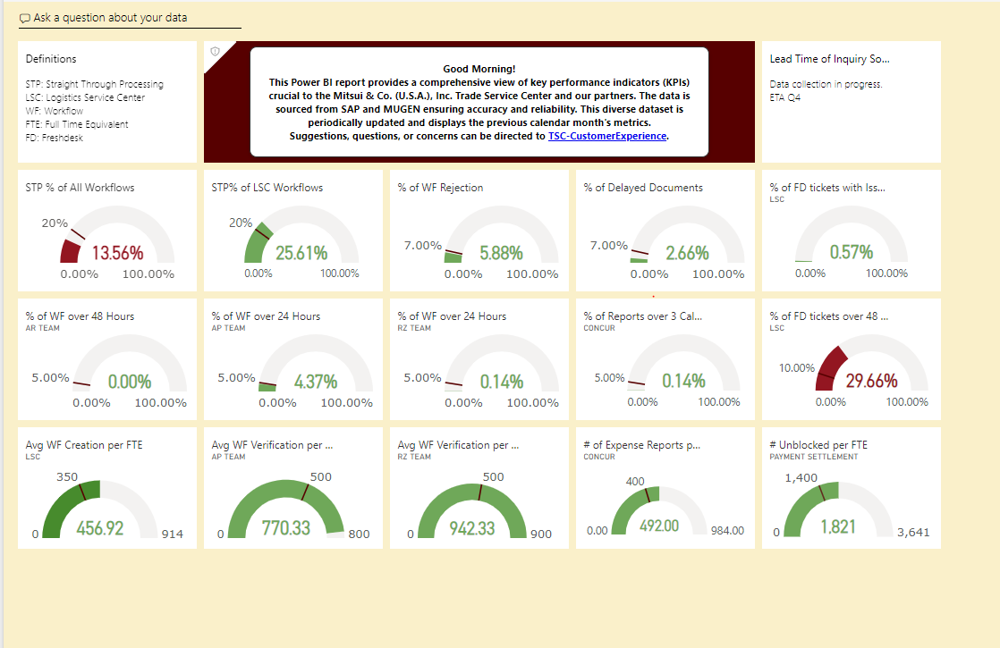 Ask a question about your data
Definitions
STP: Straight Through Processing
LSC: Logistics Service Center
WF: Workflow
FTE: Full Time Equivalent
FD: Freshdesk
Good Morning!
This Power BI report provides a comprehensive view of key performance indicators (KPIs)
crucial to the Mitsui & Co. (U.S.A.), Inc. Trade Service Center and our partners. The data is
sourced from SAP and MUGEN ensuring accuracy and reliability. This diverse dataset is
periodically updated and displays the previous calendar month's metrics.
Suggestions, questions, or concerns can be directed to TSC-CustomerExperience.
Lead Time of Inquiry So...
Data collection in progress.
ETA Q4
STP % of All Workflows
20%
13.56%
0.00% 100.00%
STP% of LSC Workflows
20%
25.61%
0.00% 100.00%
% of WF Rejection
7.00%
5.88%
0.00% 100.00%
% of Delayed Documents
7.00%
2.66%
0.00% 100.00%
% of FD tickets with Iss...
LSC
0.57%
0.00% 100.00%
% of WF over 48 Hours
AR TEAM
5.00%
0.00%
0.00% 100.00%
% of WF over 24 Hours
AP TEAM
5.00%
4.37%
0.00% 100.00%
% of WF over 24 Hours
RZ TEAM
5.00%
0.14%
0.00% 100.00%
% of Reports over 3 Cal...
CONCUR
5.00%
0.14%
0.00% 100.00%
% of FD tickets over 48 ...
LSC
10.00%
29.66%
0.00% 100.00%
Avg WF Creation per FTE
LSC
350
456.92
0 914
Avg WF Verification per ...
AP TEAM
500
770.33
0 800
Avg WF Verification per ...
RZ TEAM
500
942.33
0 900
# of Expense Reports p...
CONCUR
400
492.00
0.00 984.00
# Unblocked per FTE
PAYMENT SETTLEMENT
1,400
1,821
0 3,641